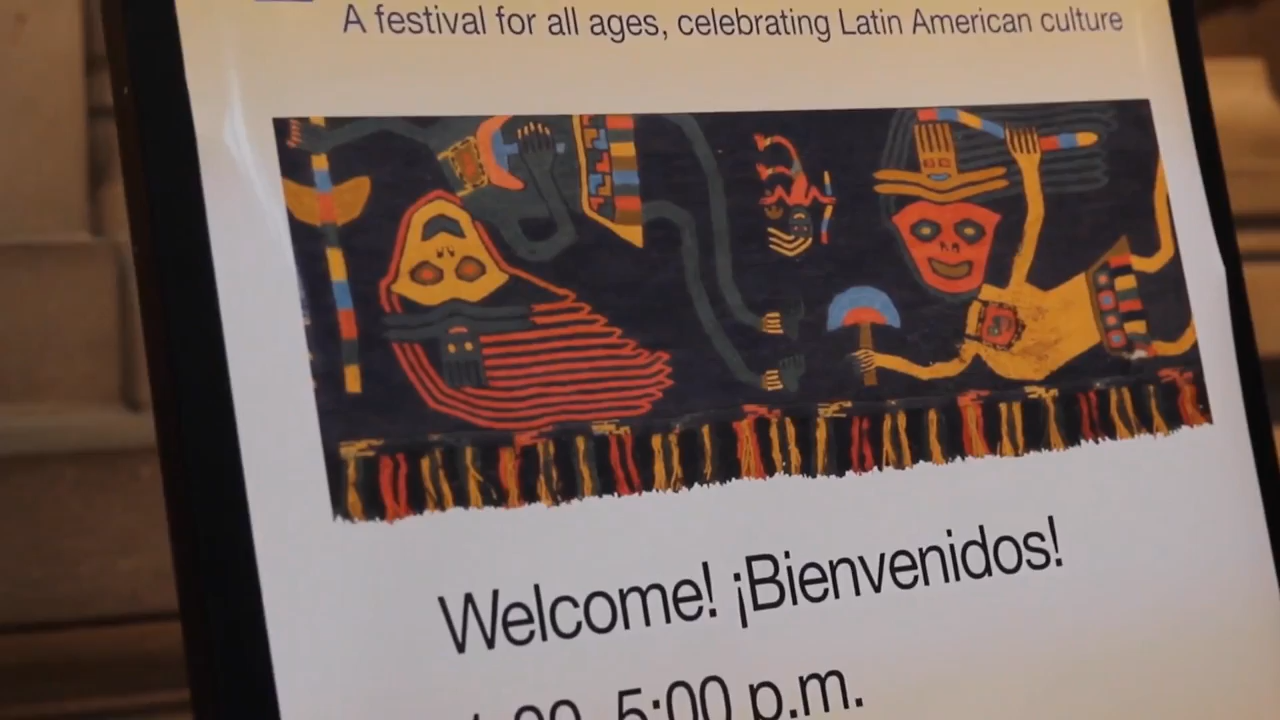 A festival for all ages, celebrating Latin American culture
Welcome! ¡Bienvenidos!
5:00 p.m.